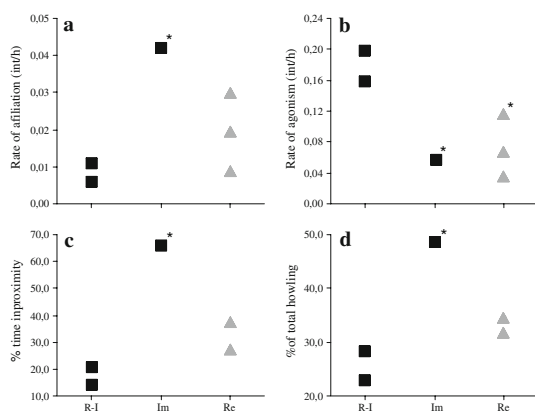 a
Rate of afiliation (int/h)
0,05
0,04
0,03
0,02
0,01
0,00
*
b
Rate of agonism (int/h)
0,24
0,20
0,16
0,12
0,08
0,04
0,00
*
*
c
% time inproximity
70,0
60,0
50,0
40,0
30,0
20,0
10,0
*
R-I Im Re
d
%of total howling
50,0
40,0
30,0
20,0
*
R-I Im Re